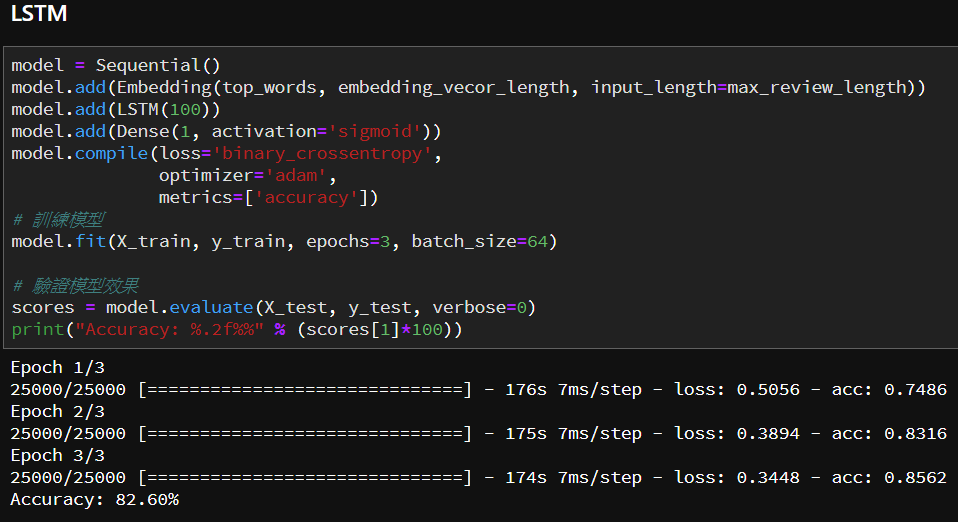 LSTM
model = Sequential()
model.add(Embedding(top_words, embedding_vecor_length, input_length=max_review_length))
model.add(LSTM(100))
model.add(Dense(1, activation='sigmoid'))
model.compile(loss='binary_crossentropy',
              optimizer='adam',
              metrics=['accuracy'])
# 訓練模型
model.fit(X_train, y_train, epochs=3, batch_size=64)
# 驗證模型效果
scores = model.evaluate(X_test, y_test, verbose=0)
print("Accuracy: %.2f%%" % (scores[1]*100))
Epoch 1/3
25000/25000 [==============================] - 176s 7ms/step - loss: 0.5056 - acc: 0.7486
Epoch 2/3
25000/25000 [==============================] - 175s 7ms/step - loss: 0.3894 - acc: 0.8316
Epoch 3/3
25000/25000 [==============================] - 174s 7ms/step - loss: 0.3448 - acc: 0.8562
Accuracy: 82.60%